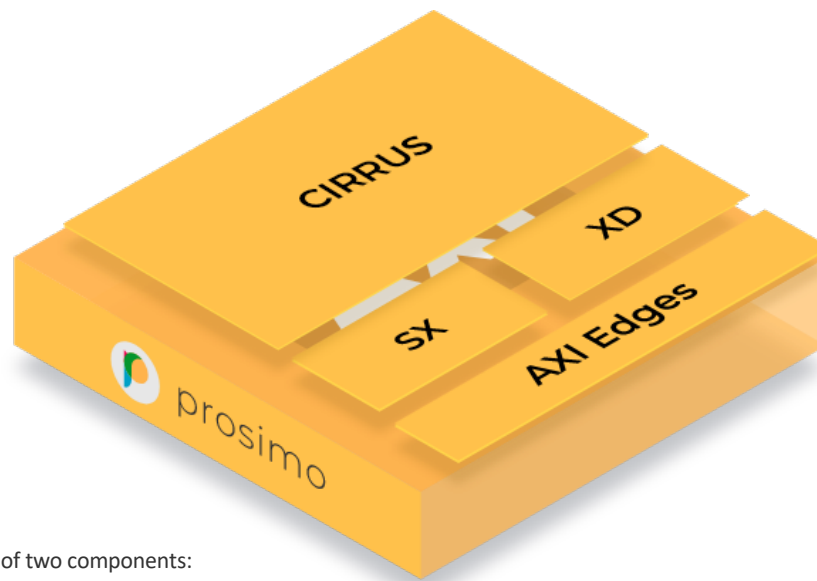 CIRRUS
XD
SX
AXI Edges
prosimo
of two components: